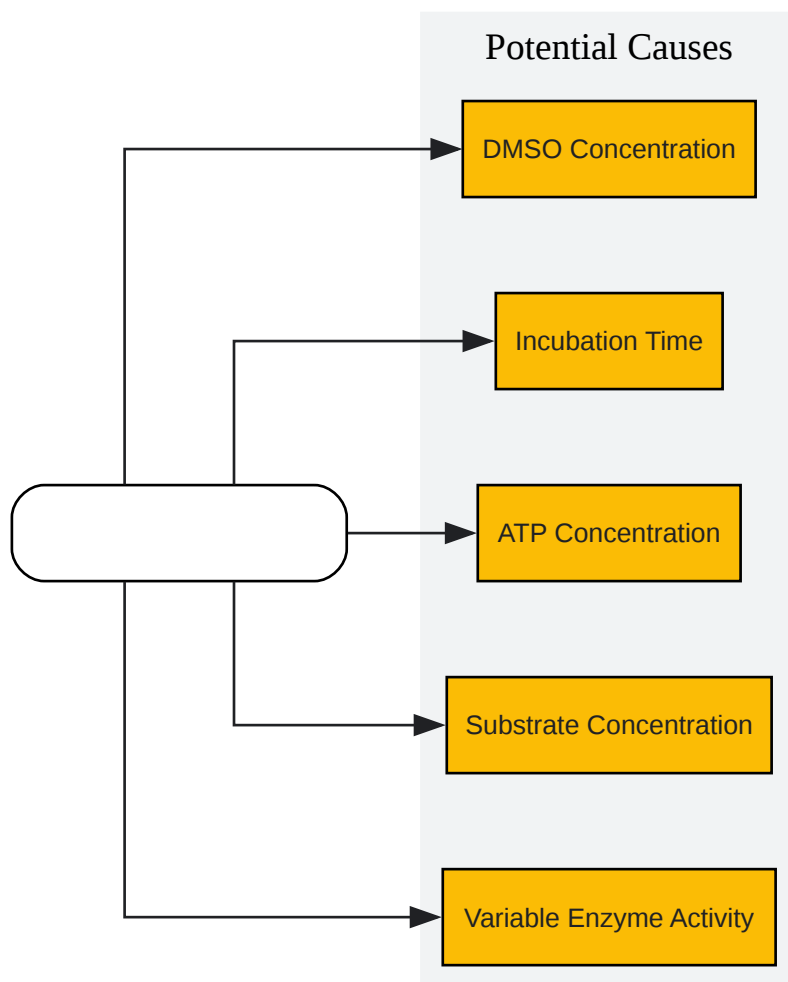 Potential Causes
DMSO Concentration
Incubation Time
ATP Concentration
Substrate Concentration
Variable Enzyme Activity